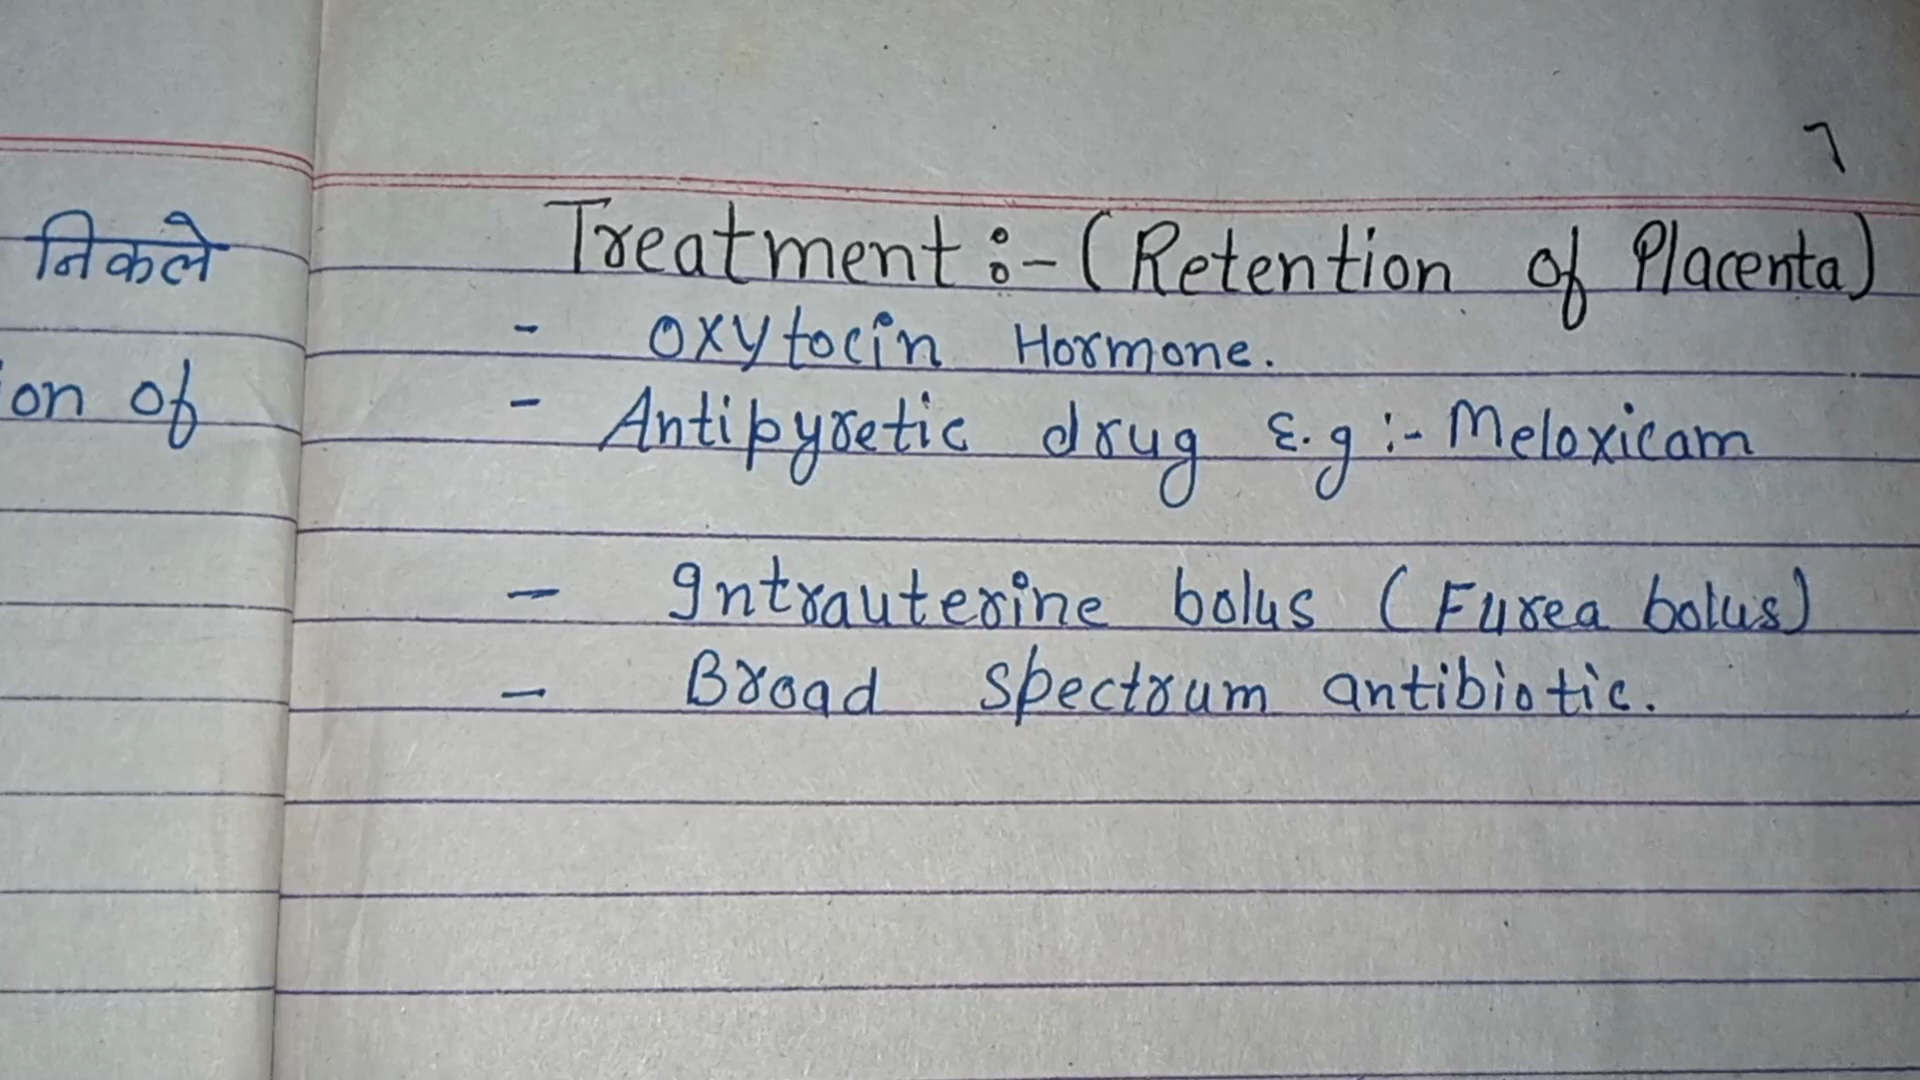 निकले
on of
Treatment :- (Retention of Placenta)
- Oxytocin Hormone.
- Antipyretic drug E.g :- Meloxicam
- Intrauterine bolus (Furea bolus)
- Broad spectrum antibiotic.